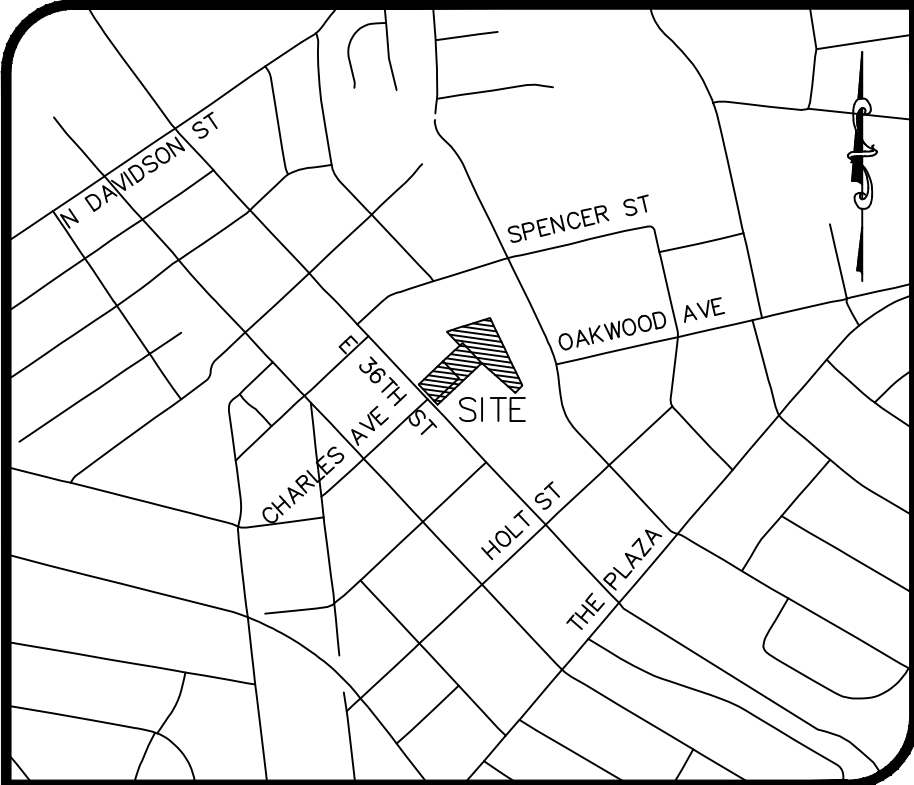 N DAVIDSON ST
SPENCER ST
OAKWOOD AVE
E 36TH ST
SITE
CHARLES AVE
HOLT ST
THE PLAZA